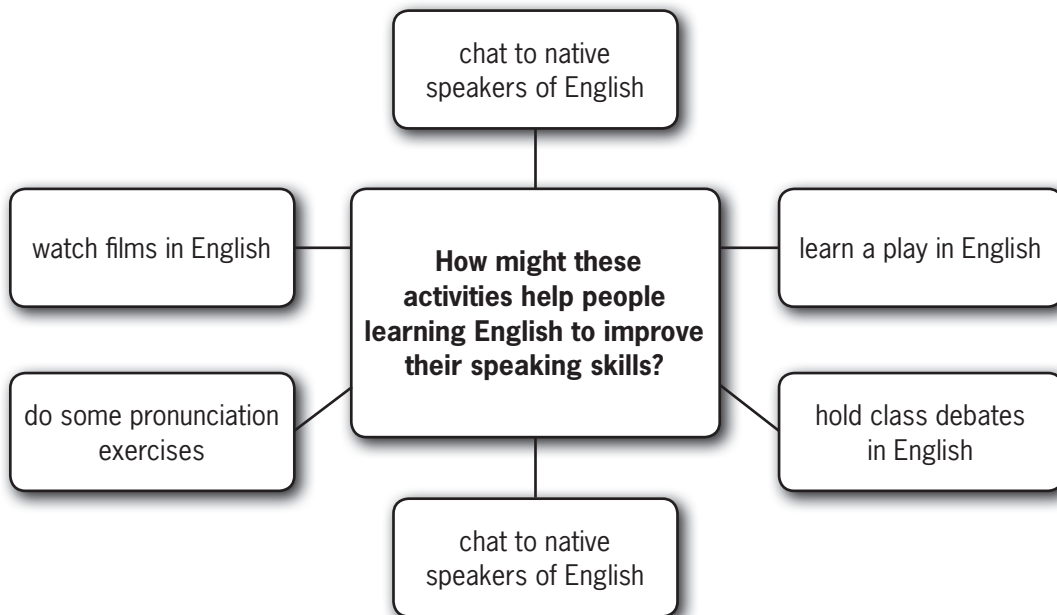 chat to native
speakers of English
watch films in English
How might these
activities help people
learning English to improve
their speaking skills?
learn a play in English
do some pronunciation
exercises
hold class debates
in English
chat to native
speakers of English